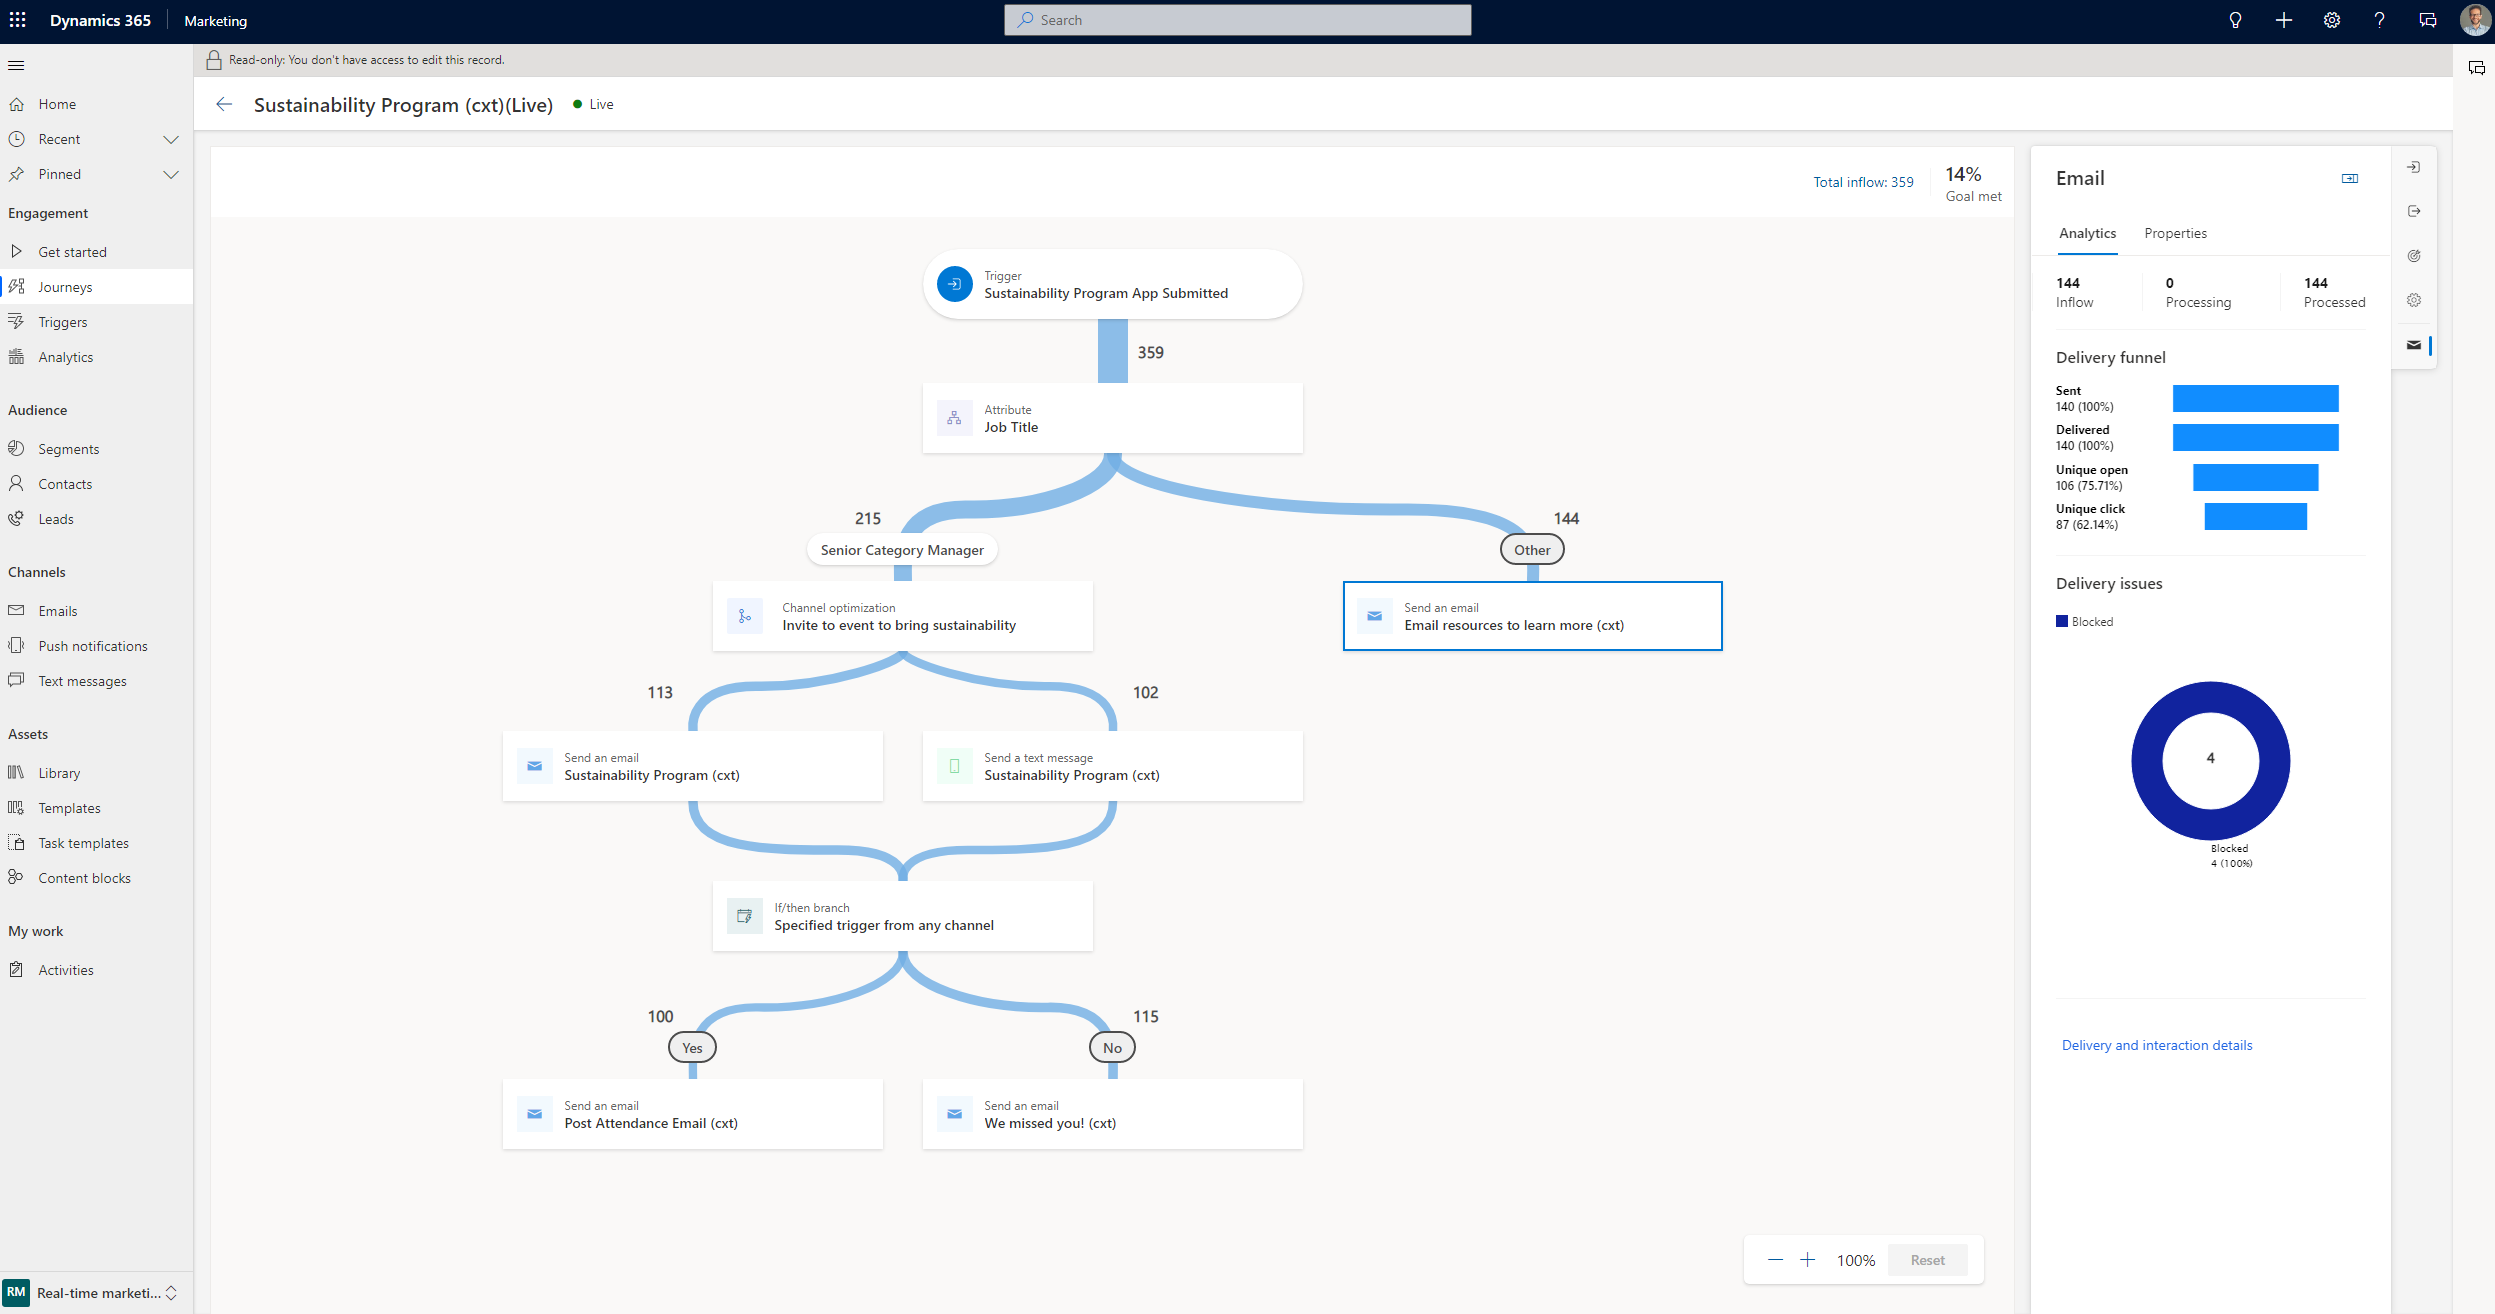 Dynamics 365
Marketing
Search
Read-only: You don't have access to edit this record.
Sustainability Program (cxt)(Live)
Live
Home
Recent
Pinned
Engagement
Get started
Journeys
Triggers
Analytics
Audience
Segments
Contacts
Leads
Channels
Emails
Push notifications
Text messages
Assets
Library
Templates
Task templates
Content blocks
My work
Activities
RM
Real-time marketi...
Total inflow: 359
14%
Goal met
Trigger
Sustainability Program App Submitted
359
Attribute
Job Title
215
144
Senior Category Manager
Other
Channel optimization
Invite to event to bring sustainability
Send an email
Email resources to learn more (cxt)
113
102
Send an email
Sustainability Program (cxt)
Send a text message
Sustainability Program (cxt)
If/then branch
Specified trigger from any channel
100
115
Yes
No
Send an email
Post Attendance Email (cxt)
Send an email
We missed you! (cxt)
100%
Reset
Email
Analytics
Properties
144
Inflow
0
Processing
144
Processed
Delivery funnel
Sent
140 (100%)
Delivered
140 (100%)
Unique open
106 (75.71%)
Unique click
87 (62.14%)
Delivery issues
Blocked
4
Blocked
4 (100%)
Delivery and interaction details